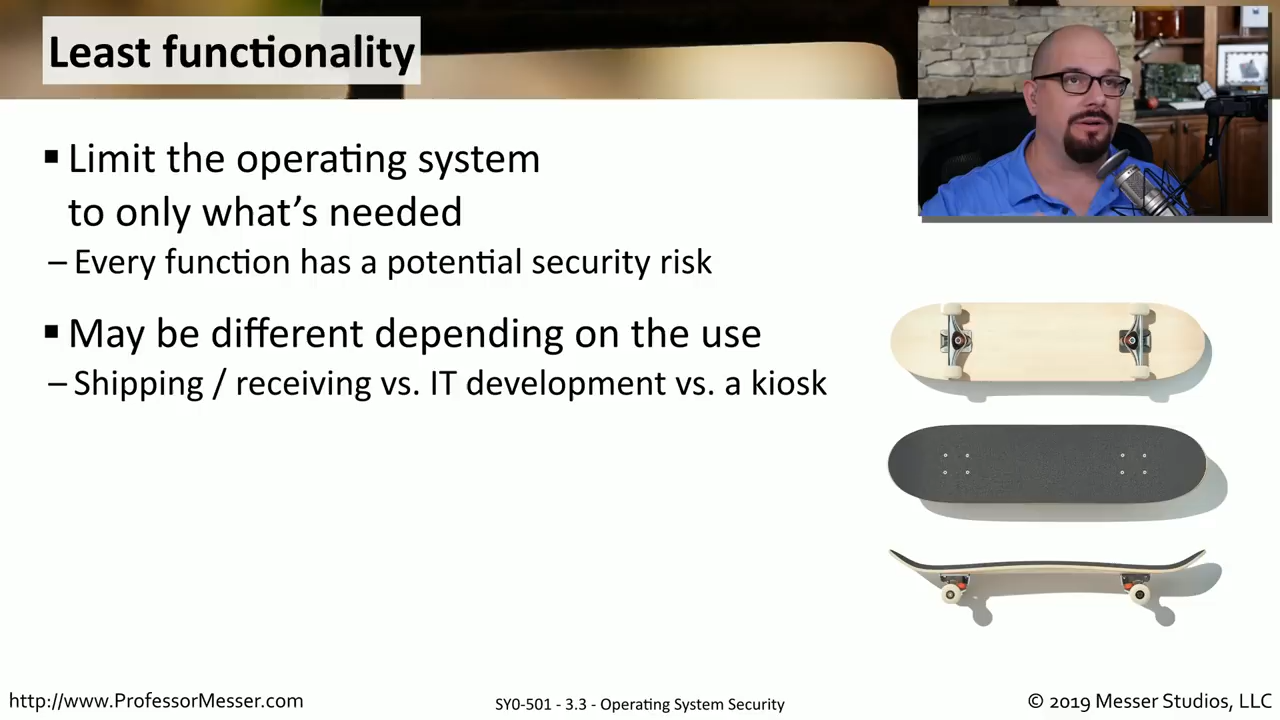 Least functionality
▪ Limit the operating system
to only what's needed
– Every function has a potential security risk
▪ May be different depending on the use
– Shipping / receiving vs. IT development vs. a kiosk
http://www.ProfessorMesser.com
SY0-501 - 3.3 - Operating System Security
© 2019 Messer Studios, LLC